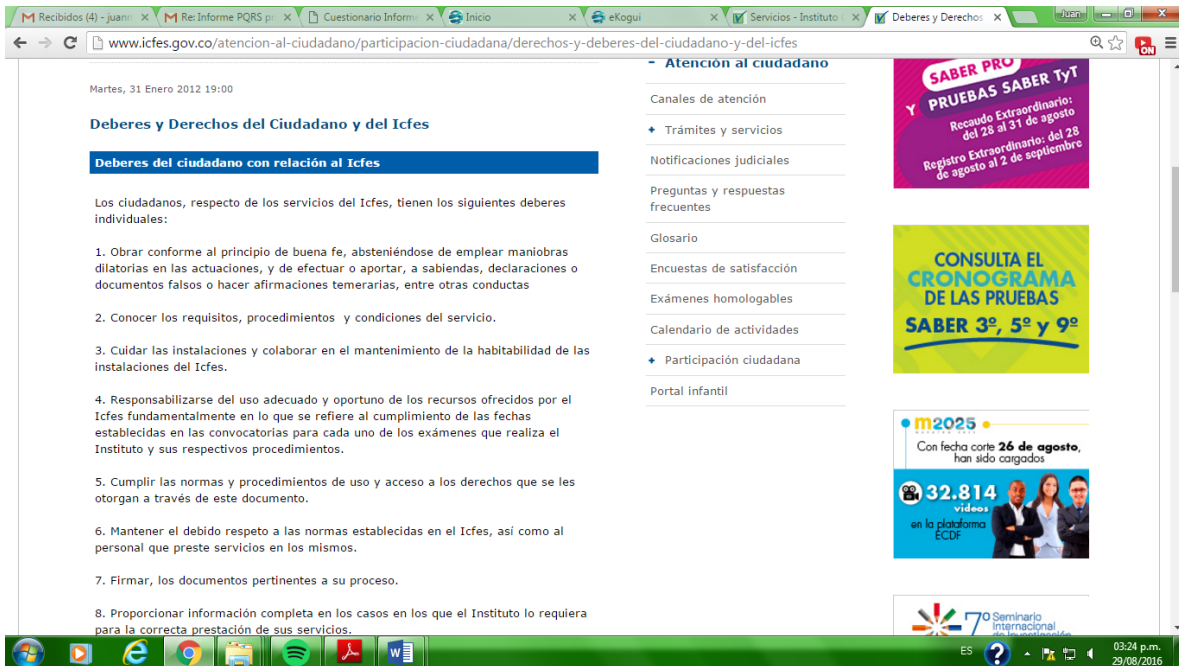 Recibidos (4) - juann
Re: Informe PQRS pr
Cuestionario Inform
Inicio
eKogui
Servicios - Instituto
Deberes y Derechos
Juan
www.icfes.gov.co/atencion-al-ciudadano/participacion-ciudadana/derechos-y-deberes-del-ciudadano-y-del-icfes
ON
Martes, 31 Enero 2012 19:00
Deberes y Derechos del Ciudadano y del Icfes
Deberes del ciudadano con relación al Icfes
Los ciudadanos, respecto de los servicios del Icfes, tienen los siguientes deberes
individuales:
1. Obrar conforme al principio de buena fe, absteniéndose de emplear maniobras
dilatorias en las actuaciones, y de efectuar o aportar, a sabiendas, declaraciones o
documentos falsos o hacer afirmaciones temerarias, entre otras conductas
2. Conocer los requisitos, procedimientos y condiciones del servicio.
3. Cuidar las instalaciones y colaborar en el mantenimiento de la habitabilidad de las
instalaciones del Icfes.
4. Responsabilizarse del uso adecuado y oportuno de los recursos ofrecidos por el
Icfes fundamentalmente en lo que se refiere al cumplimiento de las fechas
establecidas en las convocatorias para cada uno de los exámenes que realiza el
Instituto y sus respectivos procedimientos.
5. Cumplir las normas y procedimientos de uso y acceso a los derechos que se les
otorgan a través de este documento.
6. Mantener el debido respeto a las normas establecidas en el Icfes, así como al
personal que preste servicios en los mismos.
7. Firmar, los documentos pertinentes a su proceso.
8. Proporcionar información completa en los casos en los que el Instituto lo requiera
para la correcta prestación de sus servicios.
- Atención al ciudadano
Canales de atención
+ Trámites y servicios
Notificaciones judiciales
Preguntas y respuestas
frecuentes
Glosario
Encuestas de satisfacción
Exámenes homologables
Calendario de actividades
+ Participación ciudadana
Portal infantil
SABER PRO
Y PRUEBAS SABER TyT
Recaudo Extraordinario:
del 28 al 31 de agosto
Registro Extraordinario: del 28
de agosto al 2 de septiembre
CONSULTA EL
CRONOGRAMA
DE LAS PRUEBAS
SABER 3º, 5º y 9º
m2025
Con fecha corte 26 de agosto,
han sido cargados
32.814
videos
en la plataforma
ECDF
7º Seminario
Internacional
de Investigación
ES
03:24 p.m.
29/08/2016